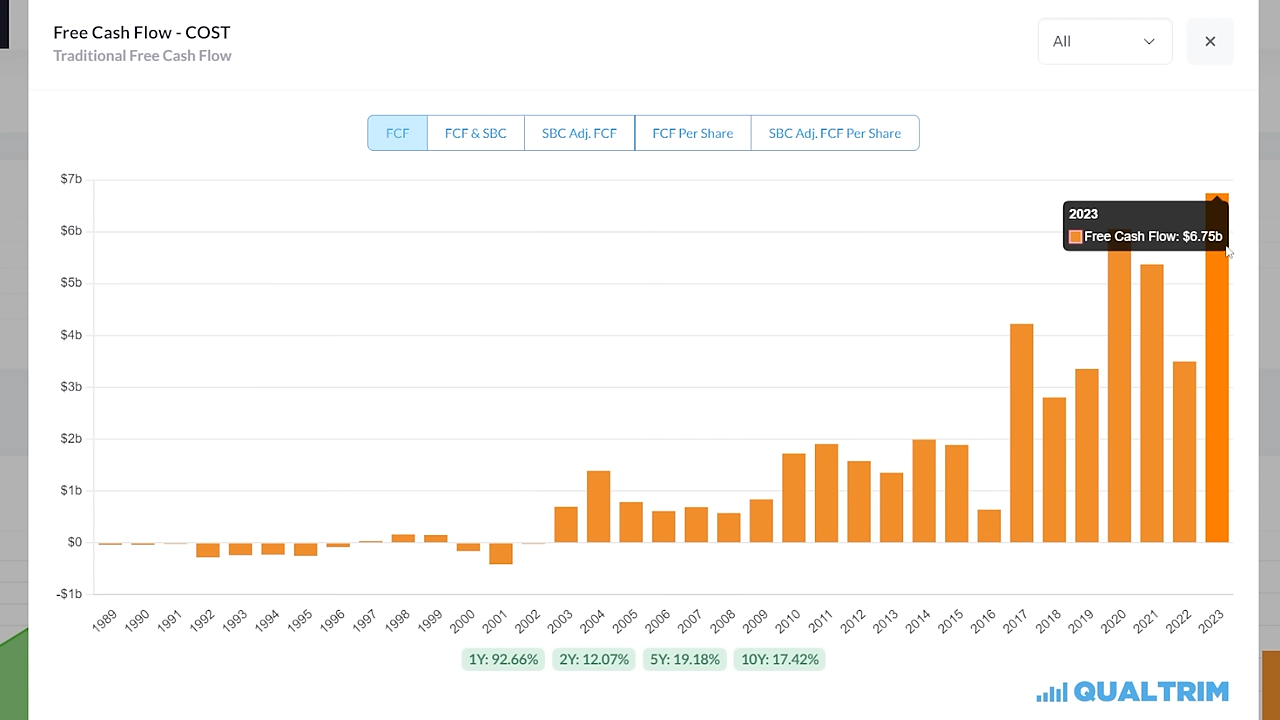 Free Cash Flow - COST
Traditional Free Cash Flow
All
FCF
FCF & SBC
SBC Adj. FCF
FCF Per Share
SBC Adj. FCF Per Share
$7b
$6b
$5b
$4b
$3b
$2b
$1b
$0
-$1b
2023
Free Cash Flow: $6.75b
1989 1990 1991 1992 1993 1994 1995 1996 1997 1998 1999 2000 2001 2002 2003 2004 2005 2006 2007 2008 2009 2010 2011 2012 2013 2014 2015 2016 2017 2018 2019 2020 2021 2022 2023
1Y: 92.66% 2Y: 12.07% 5Y: 19.18% 10Y: 17.42%
QUALTRIM